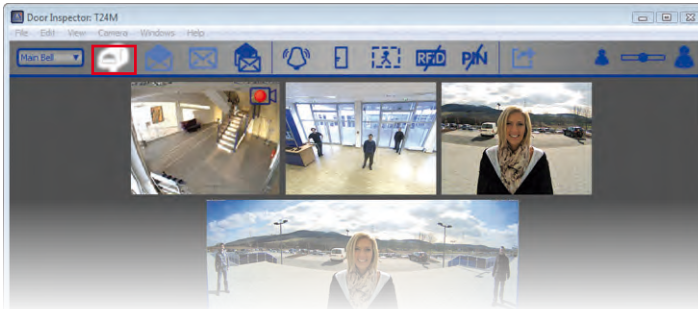 Door Inspector: T24M
File Edit View Camera Windows Help
Main Bell RFiD PiN